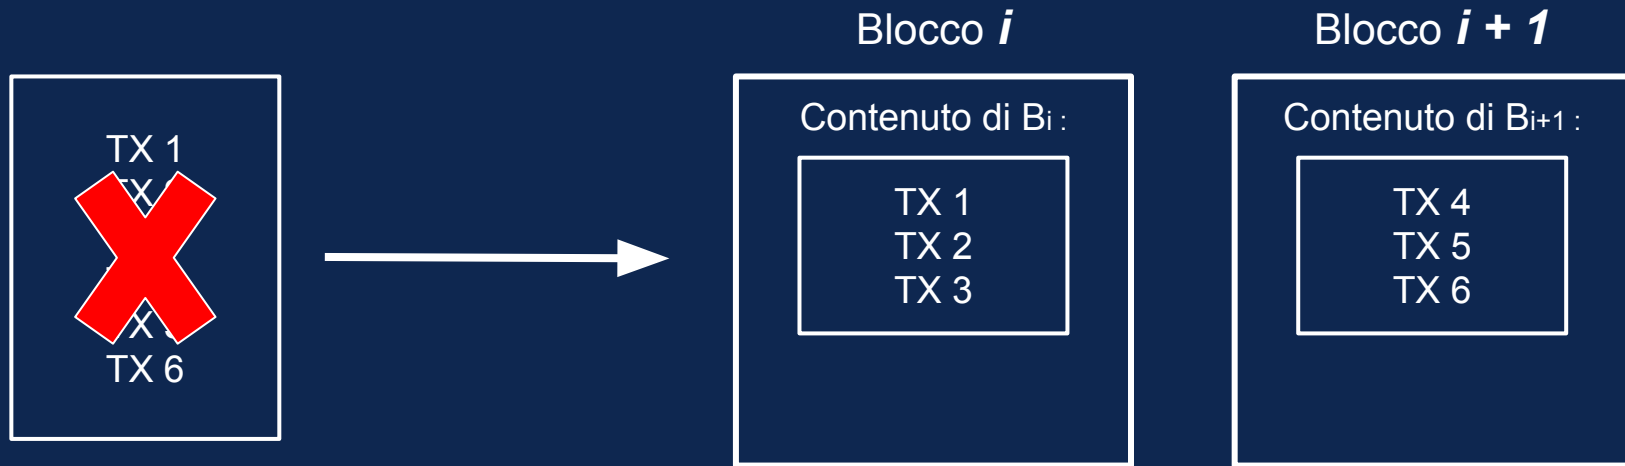 TX 1
TX 6
Blocco i
Contenuto di Bi :
TX 1
TX 2
TX 3
Blocco i + 1
Contenuto di Bi+1 :
TX 4
TX 5
TX 6